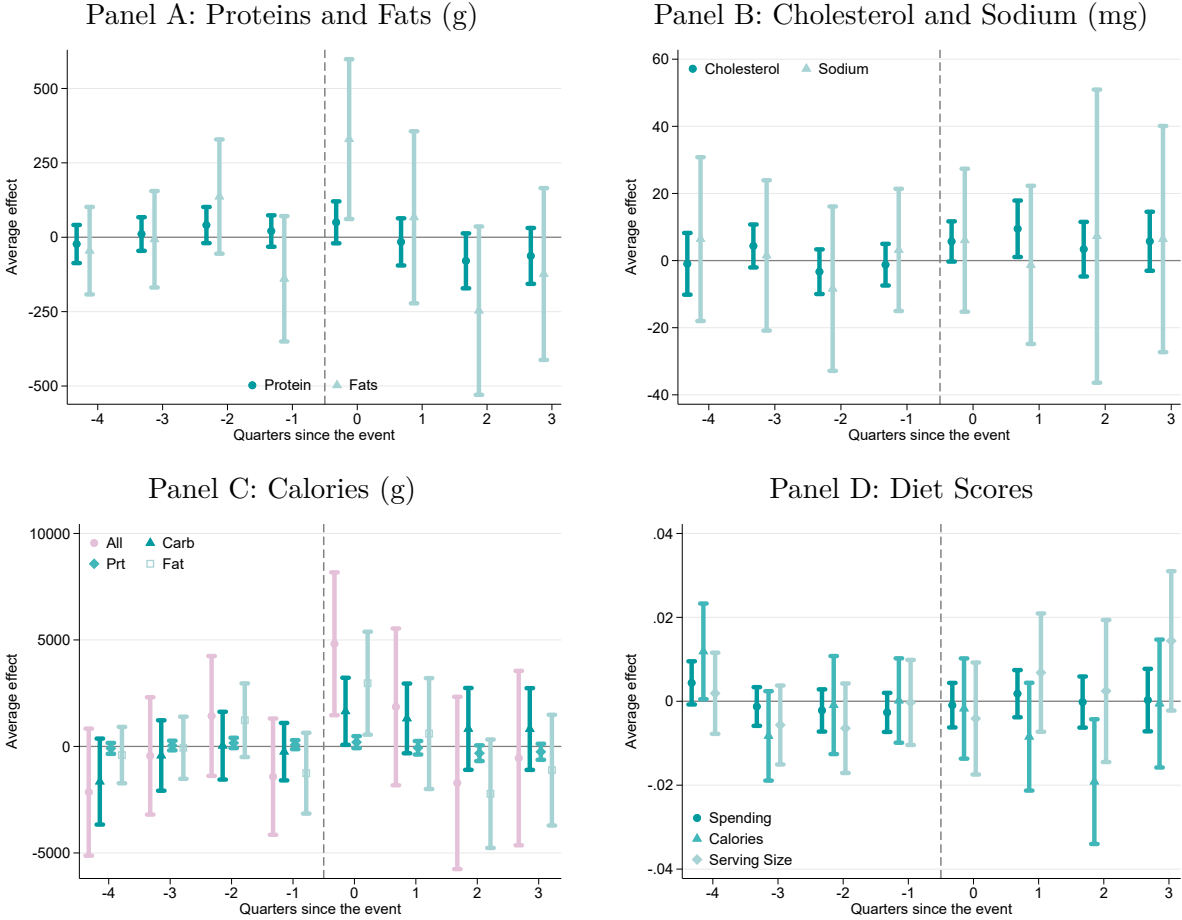 Panel A: Proteins and Fats (g)
500
250
0
-250
-500
Average effect
Protein
Fats
-4 -3 -2 -1 0 1 2 3
Quarters since the event
Panel B: Cholesterol and Sodium (mg)
Cholesterol
Sodium
60
40
20
0
-20
-40
Average effect
-4 -3 -2 -1 0 1 2 3
Quarters since the event
Panel C: Calories (g)
All
Carb
Prt
Fat
10000
5000
0
-5000
Average effect
-4 -3 -2 -1 0 1 2 3
Quarters since the event
Panel D: Diet Scores
.04
.02
0
-.02
-.04
Average effect
Spending
Calories
Serving Size
-4 -3 -2 -1 0 1 2 3
Quarters since the event